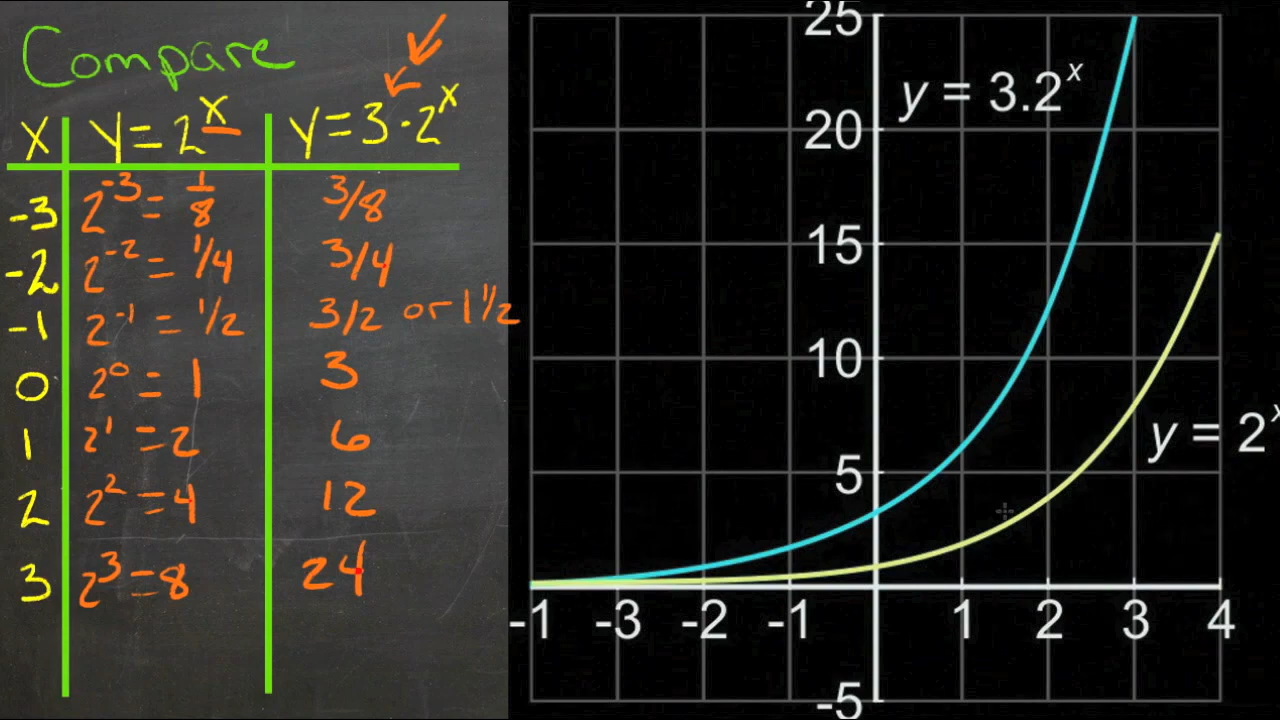 Compare
x y = 2^x y = 3 · 2^x
-3 2^-3 = 1/8 3/8
-2 2^-2 = 1/4 3/4
-1 2^-1 = 1/2 3/2 or 1 1/2
0 2^0 = 1 3
1 2^1 = 2 6
2 2^2 = 4 12
3 2^3 = 8 24
25
y = 3.2^x
20
15
10
y = 2^x
5
-1 -3 -2 -1 1 2 3 4
-5